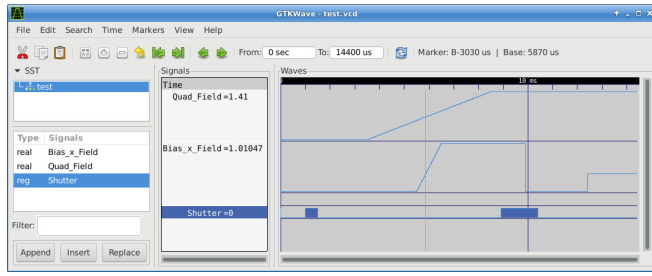 GTKWave - test.vcd
File Edit Search Time Markers View Help
From: 0 sec To: 14400 us Marker: B-3030 us | Base: 5870 us
SST
test
Type Signals
real Bias_x_Field
real Quad_Field
reg Shutter
Filter:
Append Insert Replace
Signals
Time
Quad_Field=1.41
Bias_x_Field=1.01047
Shutter=0
Waves
10 ms